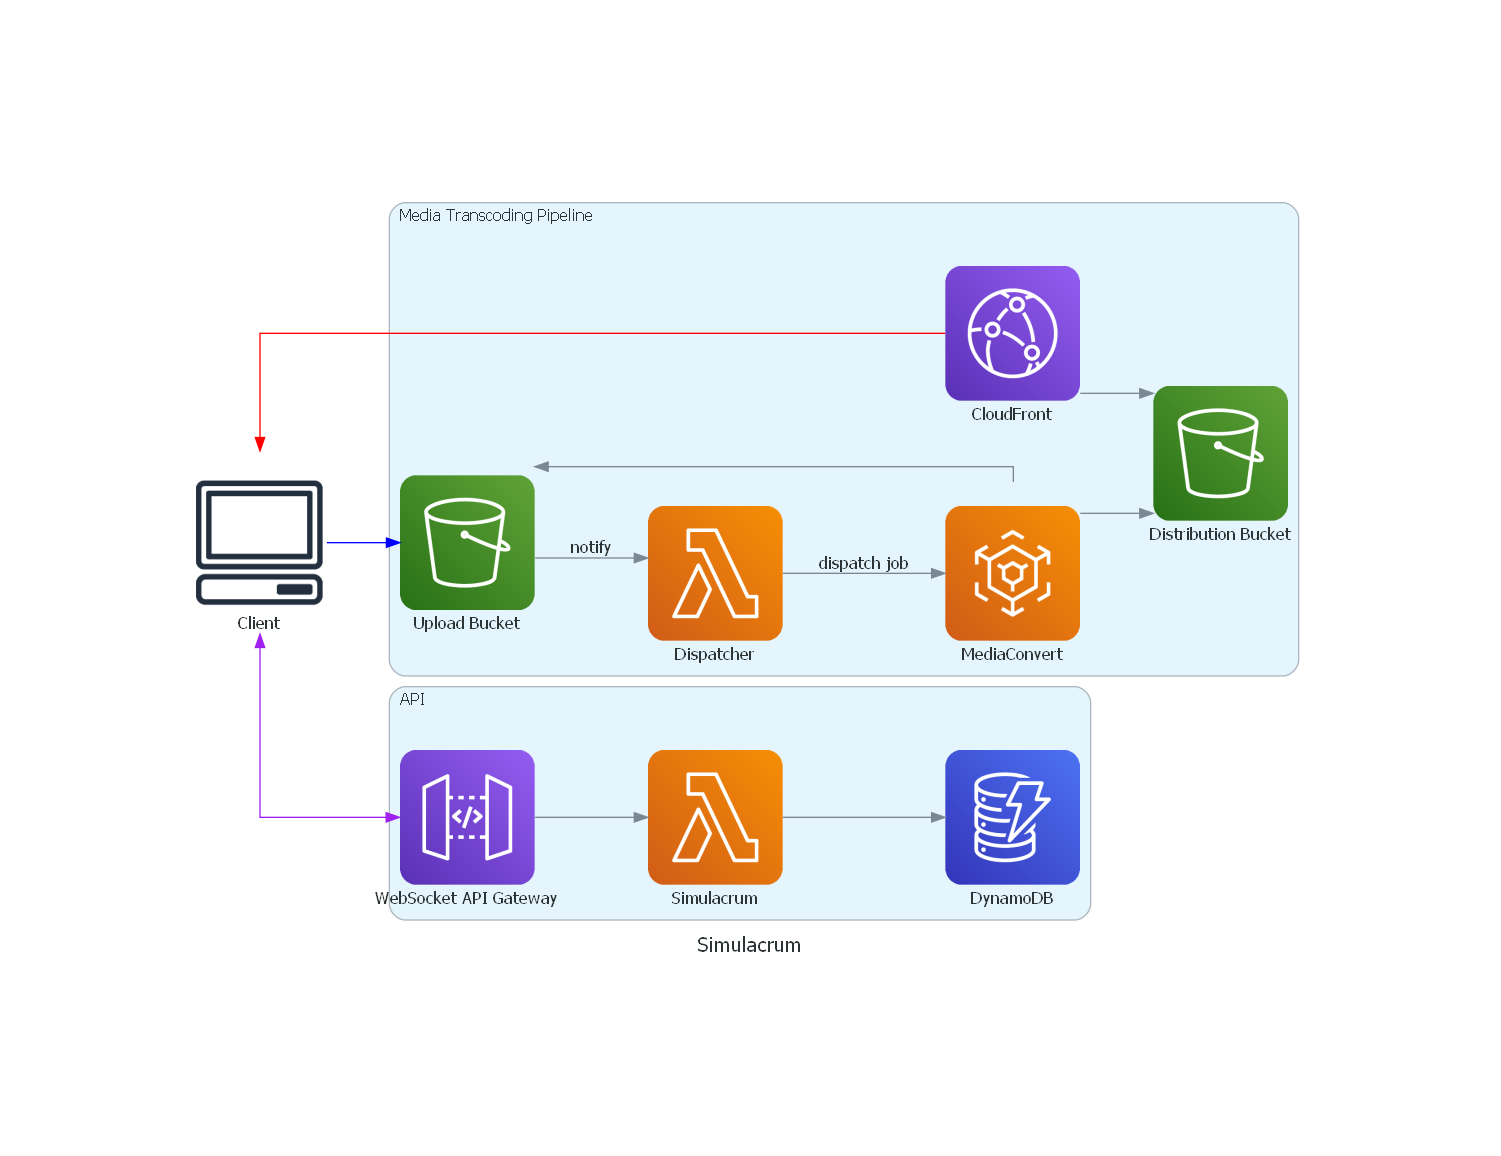 Media Transcoding Pipeline
CloudFront
Distribution Bucket
notify
dispatch job
Client
Upload Bucket
Dispatcher
MediaConvert
API
</>
WebSocket API Gateway
Simulacrum
DynamoDB
Simulacrum